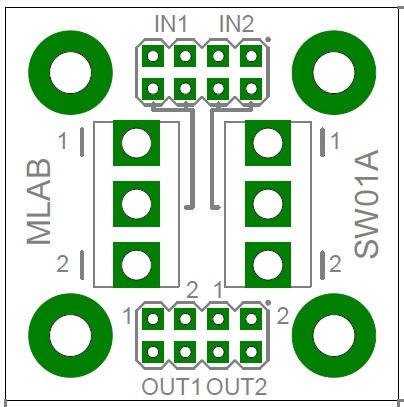 IN1 IN2
1 1
MLAB
SW01A
2 2
2 1
1 2
OUT1 OUT2